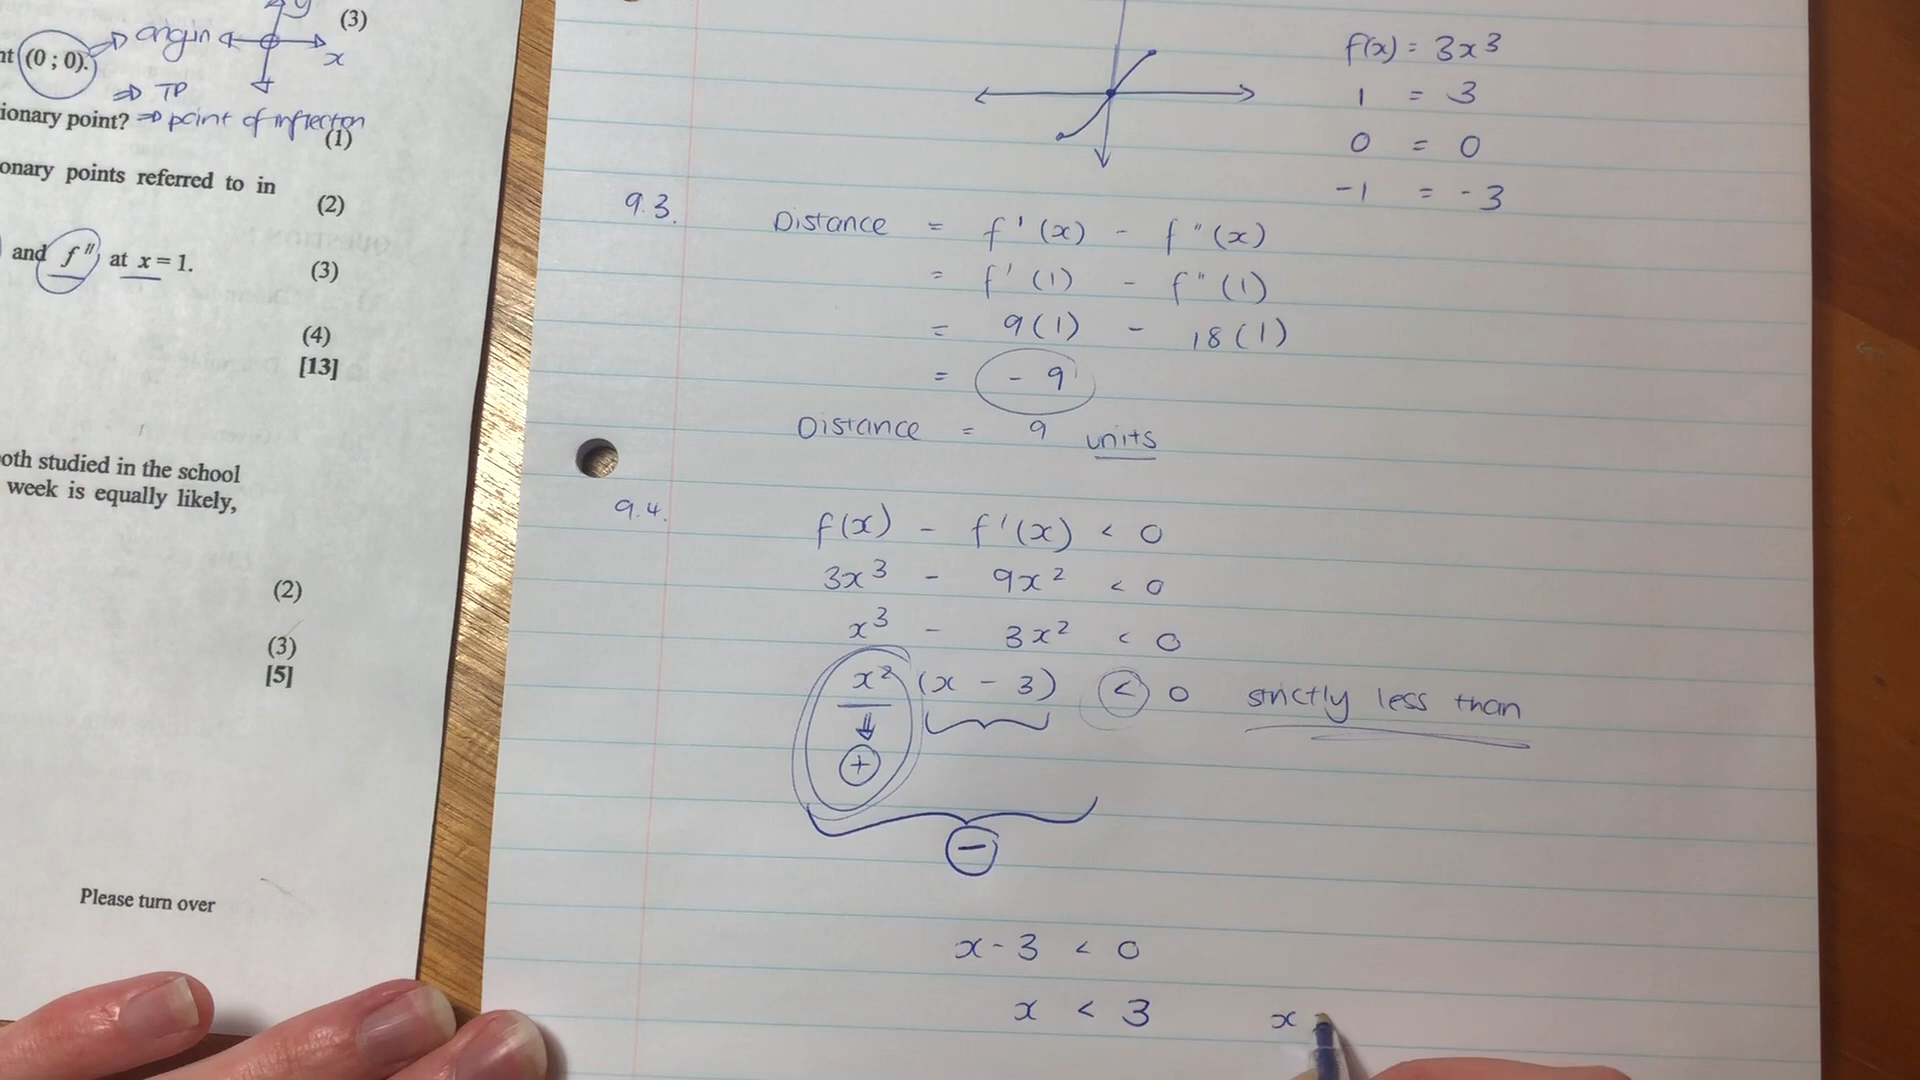 y
(3)
origin
x
nt (0 ; 0).
⇒ TP
ionary point? ⇒ point of inflection
(1)
onary points referred to in
(2)
and f'' at x = 1.
(3)
(4)
[13]
oth studied in the school
week is equally likely,
(2)
(3)
[5]
Please turn over
f(x) = 3x³
1 = 3
0 = 0
-1 = -3
9.3. Distance = f'(x) - f''(x)
= f'(1) - f''(1)
= 9(1) - 18(1)
= -9
Distance = 9 units
9.4. f(x) - f'(x) < 0
3x³ - 9x² < 0
x³ - 3x² < 0
x² (x - 3) < 0 strictly less than
+
−
x - 3 < 0
x < 3 x